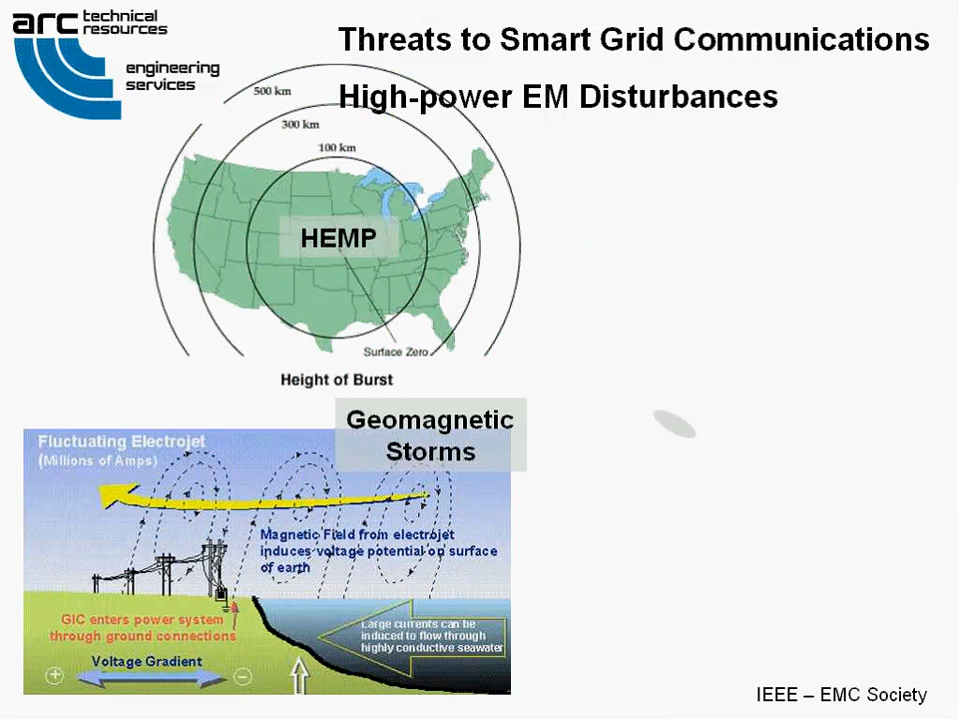 arc technical
resources
engineering
services
Threats to Smart Grid Communications
High-power EM Disturbances
500 km
300 km
100 km
HEMP
Surface Zero
Height of Burst
Geomagnetic
Storms
Fluctuating Electrojet
(Millions of Amps)
Magnetic Field from electrojet
induces voltage potential on surface
of earth
GIC enters power system
through ground connections
Large currents can be
induced to flow through
highly conductive seawater
Voltage Gradient
+ −
IEEE – EMC Society